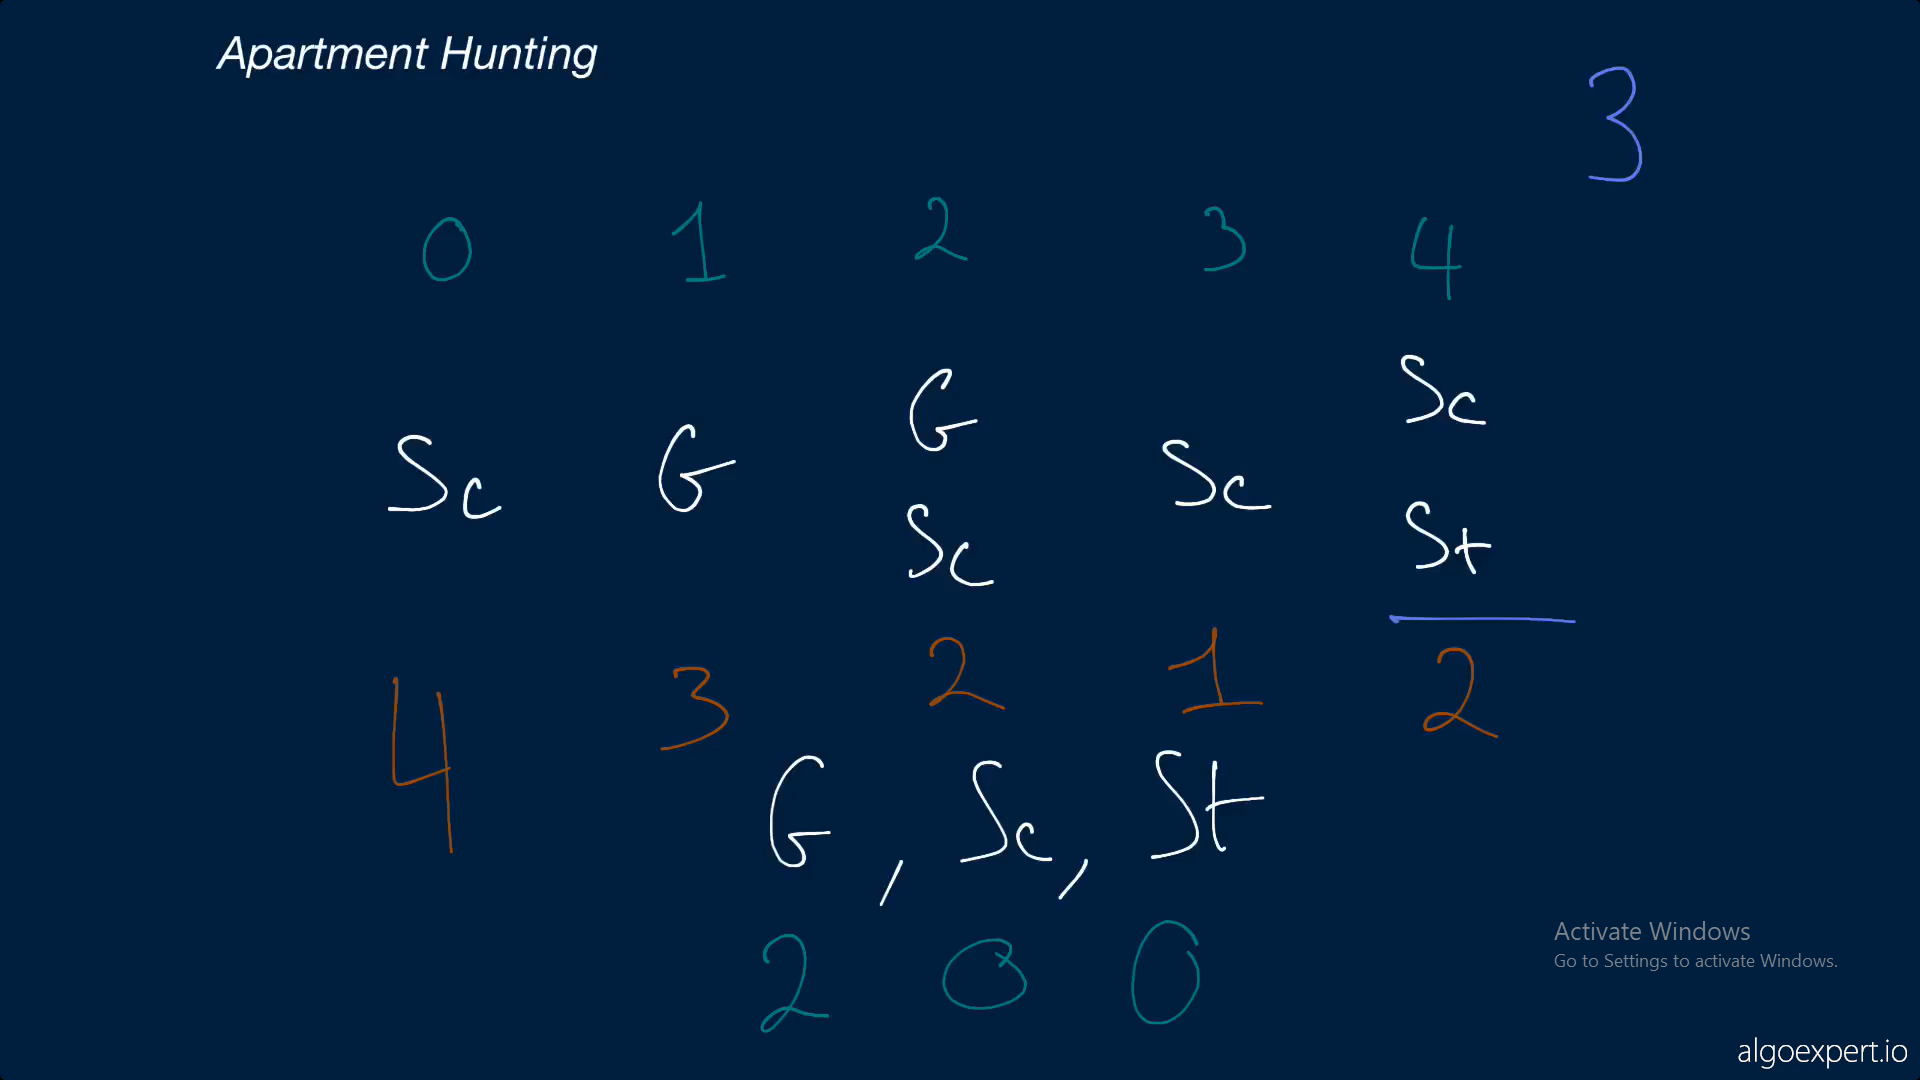 Apartment Hunting
3
0 1 2 3 4
Sc G G Sc Sc
Sc St
4 3 2 1 2
G, Sc, St
2 0 0
Activate Windows
Go to Settings to activate Windows.
algoexpert.io